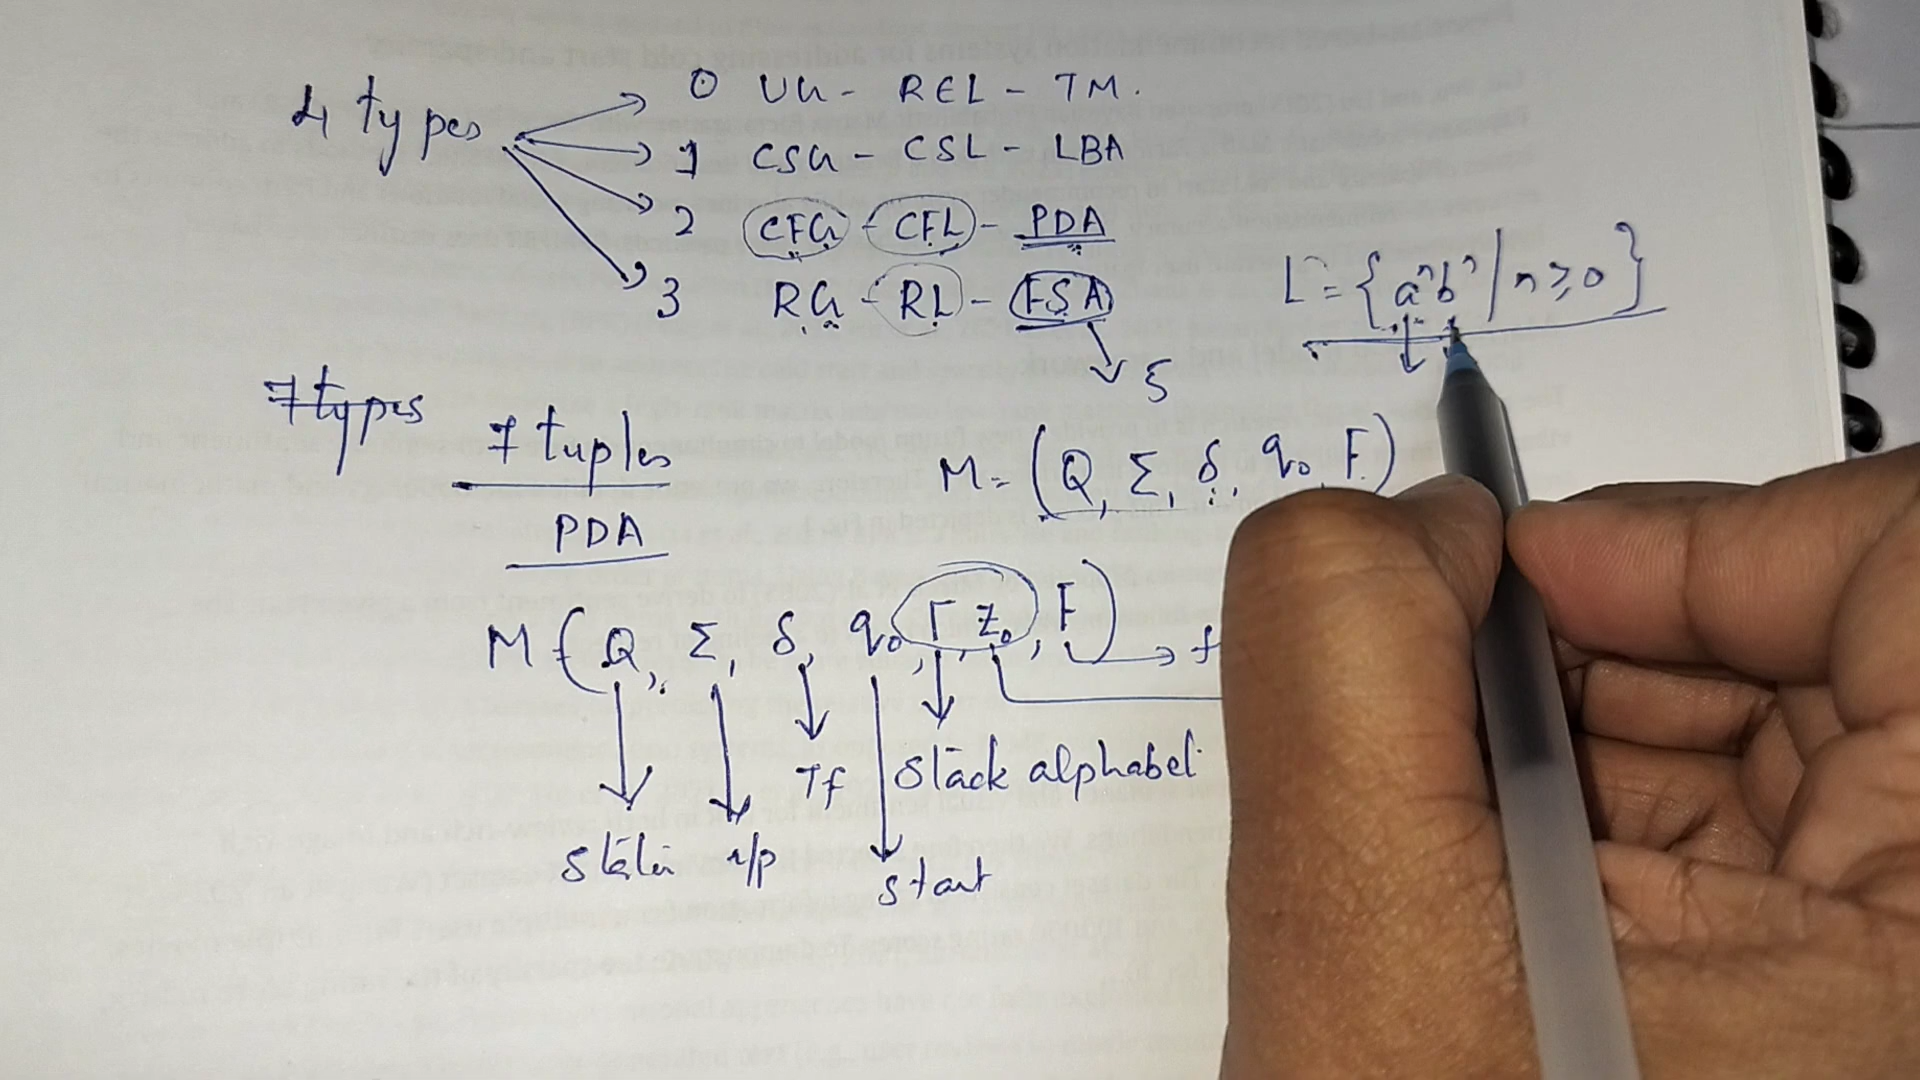 4 types
0 UG - REL - TM.
1 CSG - CSL - LBA
2 CFG - CFL - PDA
3 RG - RL - FSA
5
L = { aⁿbⁿ | n ≥ 0 }
7 types
7 tuples
PDA
M = (Q, Σ, δ, q₀, F)
M = (Q, Σ, δ, q₀, Γ, z₀, F) → f
Tf
stack alphabet
i/p
start